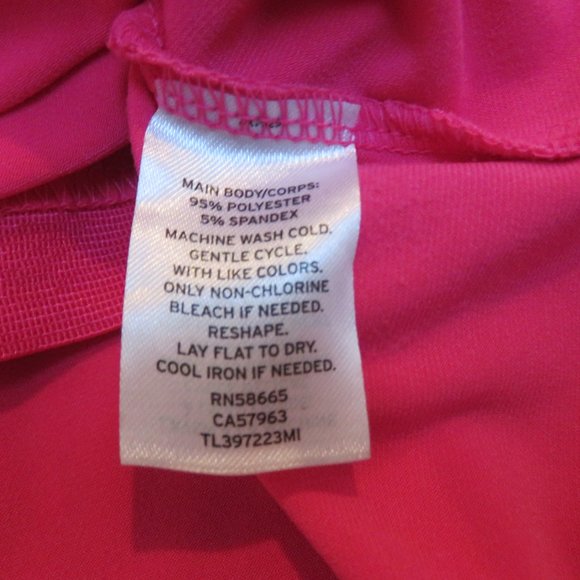 MAIN BODY/CORPS:
95% POLYESTER
5% SPANDEX
MACHINE WASH COLD.
GENTLE CYCLE.
WITH LIKE COLORS.
ONLY NON-CHLORINE
BLEACH IF NEEDED.
RESHAPE.
LAY FLAT TO DRY.
COOL IRON IF NEEDED.
RN58665
CA57963
TL397223MI